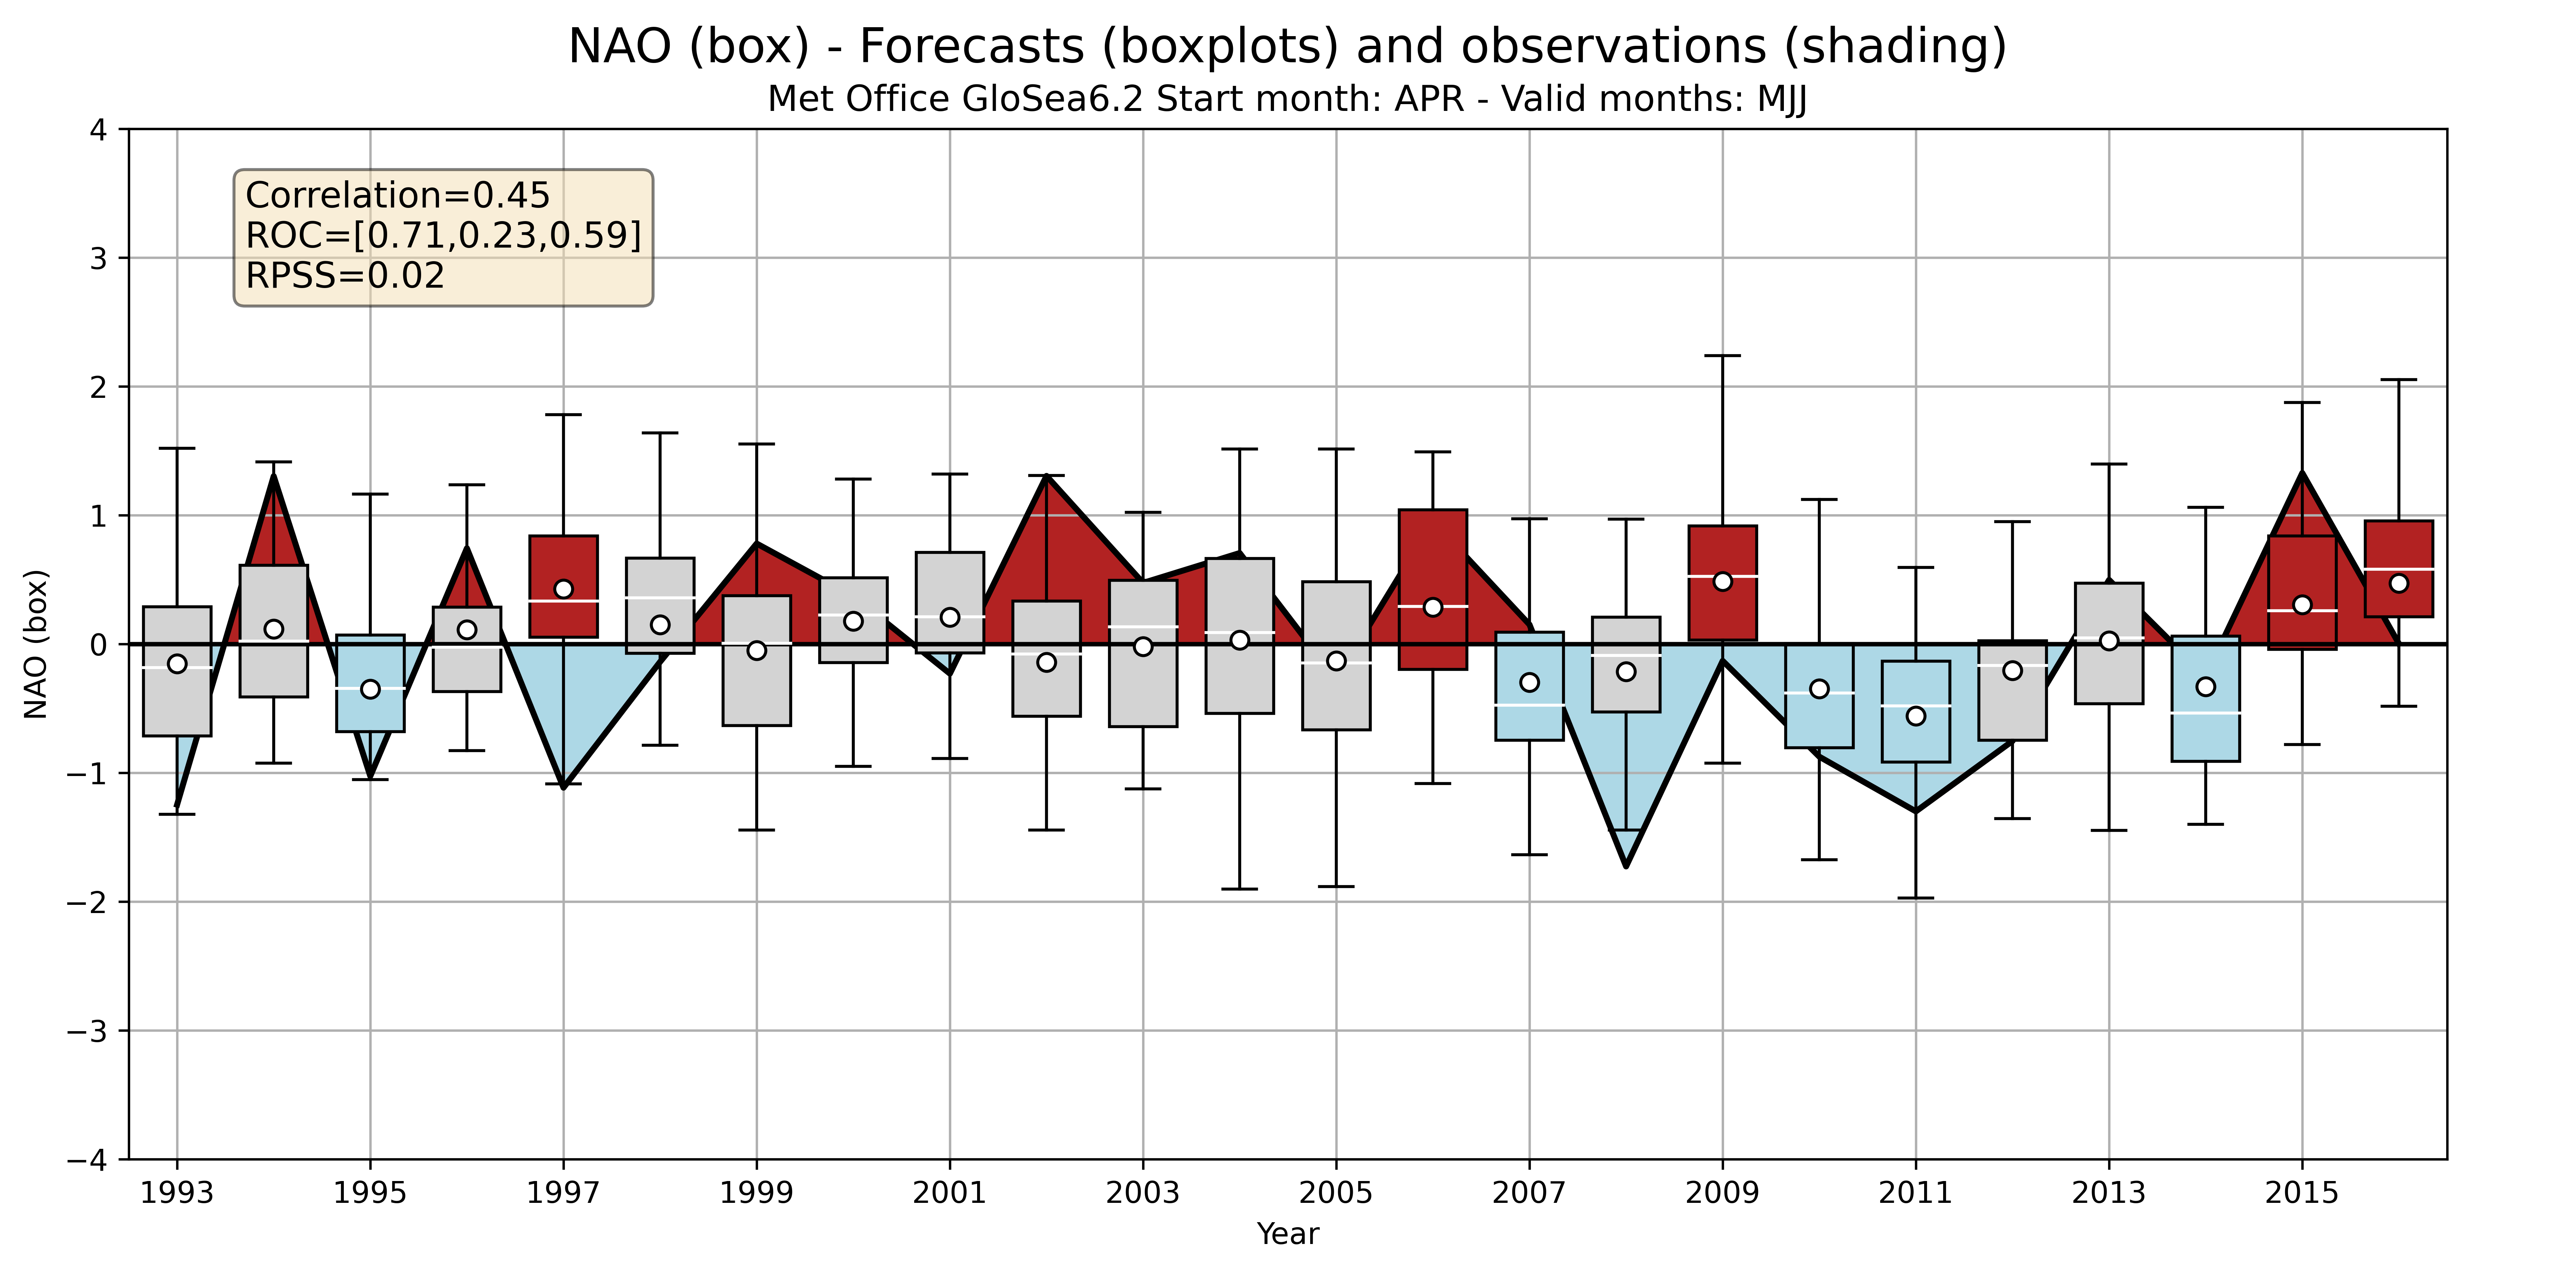 NAO (box) - Forecasts (boxplots) and observations (shading)
Met Office GloSea6.2 Start month: APR - Valid months: MJJ
Correlation=0.45
ROC=[0.71,0.23,0.59]
RPSS=0.02
NAO (box)
4
3
2
1
0
−1
−2
−3
−4
1993 1995 1997 1999 2001 2003 2005 2007 2009 2011 2013 2015
Year